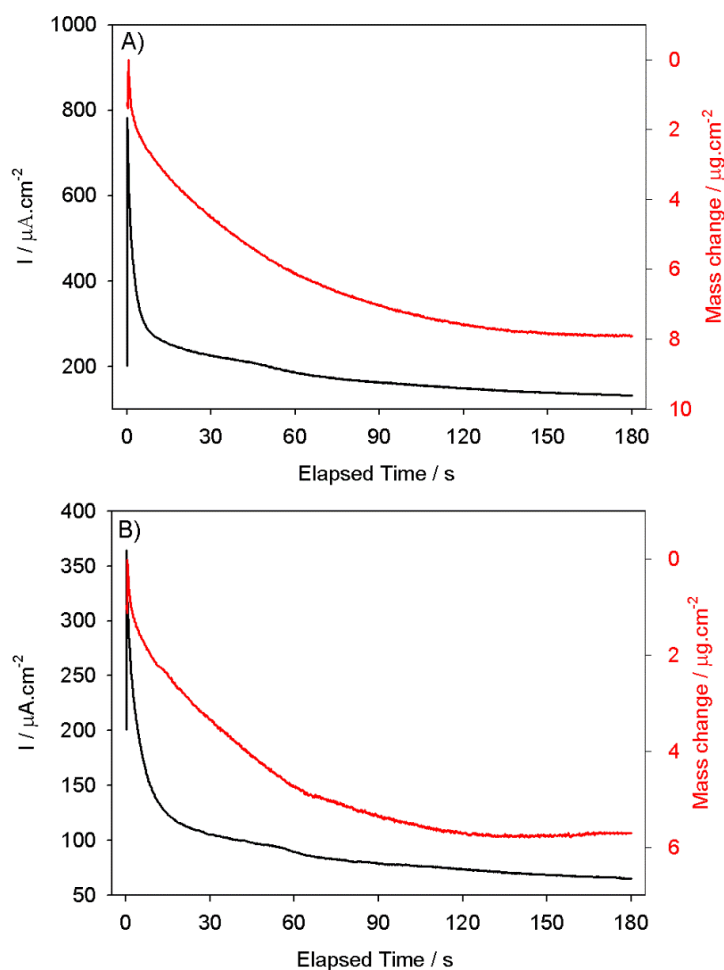 A)
I / μA.cm-2
1000
800
600
400
200
0
2
4
6
8
10
Mass change / μg.cm-2
0 30 60 90 120 150 180
Elapsed Time / s
B)
I / μA.cm-2
400
350
300
250
200
150
100
50
0
2
4
6
Mass change / μg.cm-2
0 30 60 90 120 150 180
Elapsed Time / s